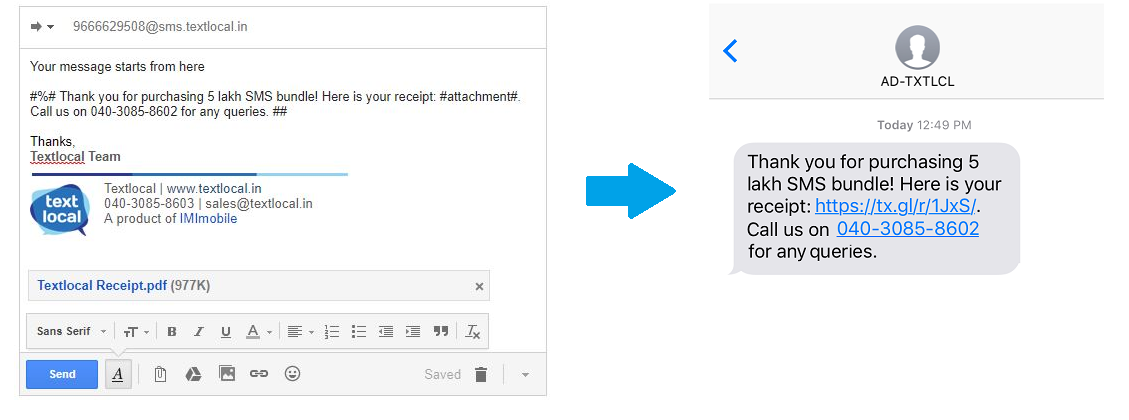 9666629508@sms.textlocal.in
Your message starts from here
#%# Thank you for purchasing 5 lakh SMS bundle! Here is your receipt: #attachment#.
Call us on 040-3085-8602 for any queries. ##
Thanks,
Textlocal Team
text
local
Textlocal | www.textlocal.in
040-3085-8603 | sales@textlocal.in
A product of IMImobile
Textlocal Receipt.pdf (977K) ×
Sans Serif тT B I U A
Send A Saved
AD-TXTLCL
Today 12:49 PM
Thank you for purchasing 5
lakh SMS bundle! Here is your
receipt: https://tx.gl/r/1JxS/.
Call us on 040-3085-8602
for any queries.